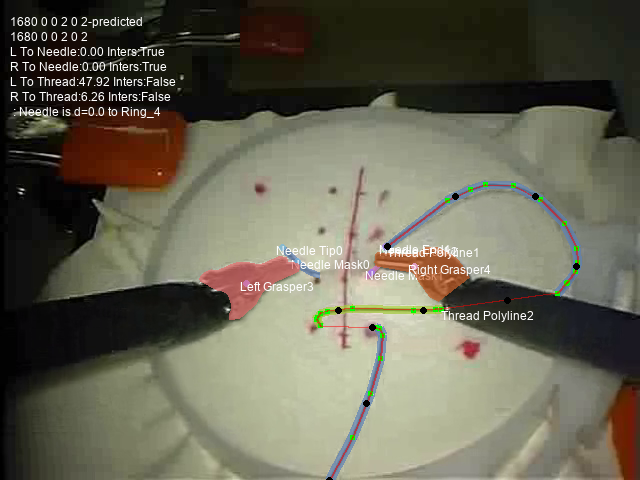 1680 0 0 2 0 2-predicted
1680 0 0 2 0 2
L To Needle:0.00 Inters:True
R To Needle:0.00 Inters:True
L To Thread:47.92 Inters:False
R To Thread:6.26 Inters:False
: Needle is d=0.0 to Ring_4
Needle Tip0
Thread Polyline1
Needle Mask0
Right Grasper4
Left Grasper3
Thread Polyline2